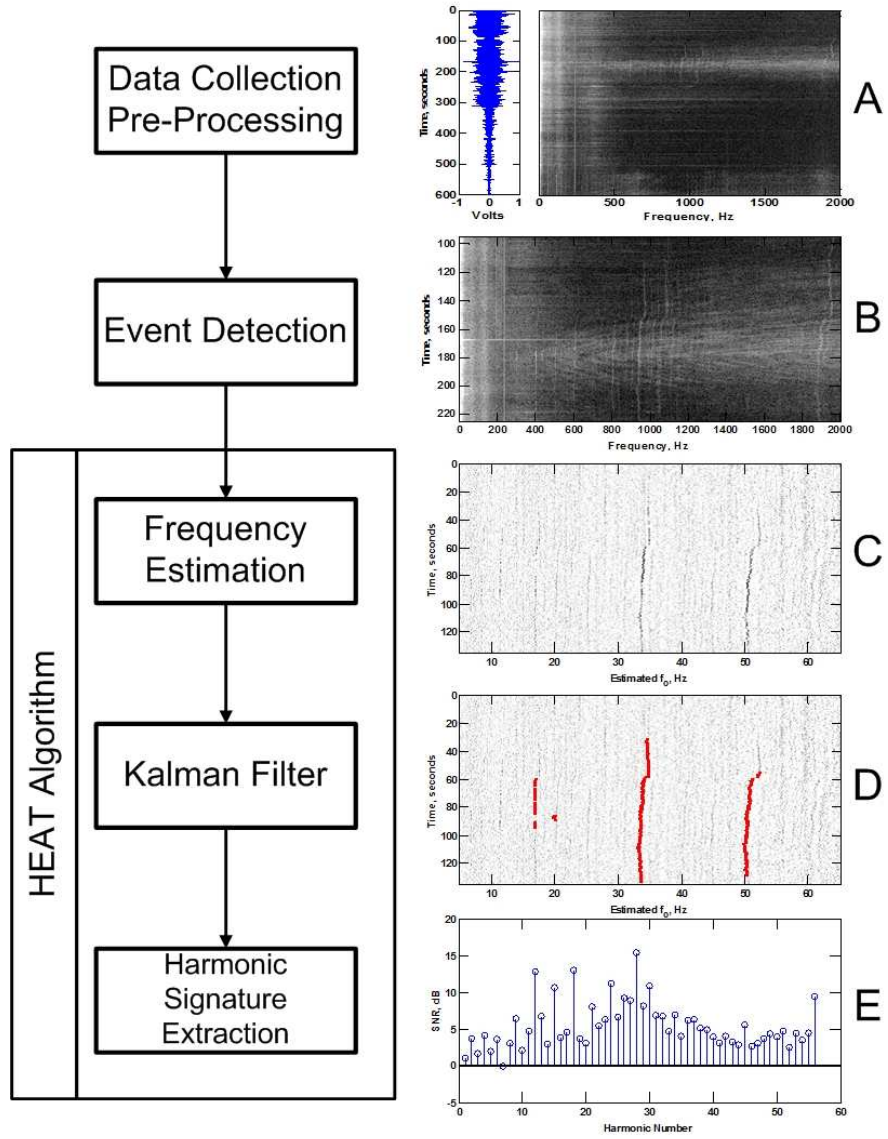 Data Collection
Pre-Processing
Event Detection
HEAT Algorithm
Frequency
Estimation
Kalman Filter
Harmonic
Signature
Extraction
Time, seconds
0
100
200
300
400
500
600
-1 0 1
Volts
0 500 1000 1500 2000
Frequency, Hz
A
Time, seconds
100
120
140
160
180
200
220
0 200 400 600 800 1000 1200 1400 1600 1800 2000
Frequency, Hz
B
Time, seconds
0
20
40
60
80
100
120
10 20 30 40 50 60
Estimated f0, Hz
C
Time, seconds
0
20
40
60
80
100
120
10 20 30 40 50 60
Estimated f0, Hz
D
SNR, dB
20
15
10
5
0
-5
0 10 20 30 40 50 60
Harmonic Number
E